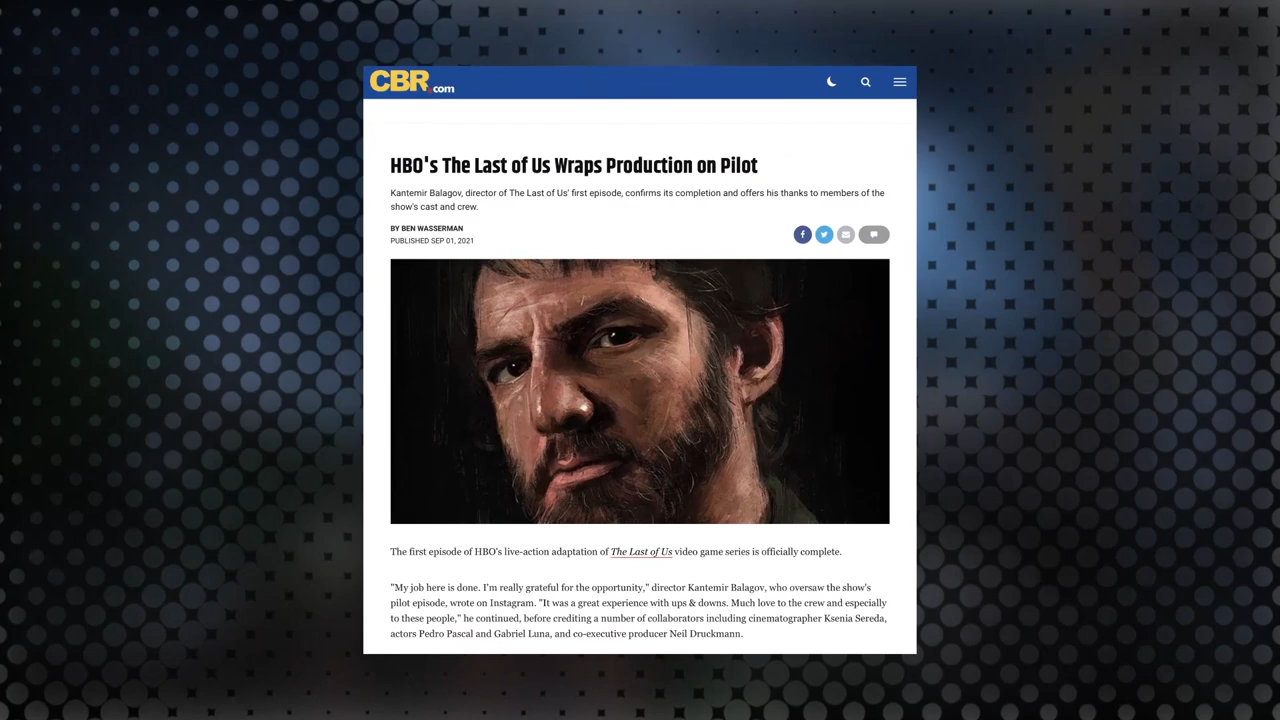 CBR.com
HBO's The Last of Us Wraps Production on Pilot
Kantemir Balagov, director of The Last of Us' first episode, confirms its completion and offers his thanks to members of the
show's cast and crew.
BY BEN WASSERMAN
PUBLISHED SEP 01, 2021
The first episode of HBO's live-action adaptation of The Last of Us video game series is officially complete.
"My job here is done. I'm really grateful for the opportunity," director Kantemir Balagov, who oversaw the show's
pilot episode, wrote on Instagram. "It was a great experience with ups & downs. Much love to the crew and especially
to these people," he continued, before crediting a number of collaborators including cinematographer Ksenia Sereda,
actors Pedro Pascal and Gabriel Luna, and co-executive producer Neil Druckmann.